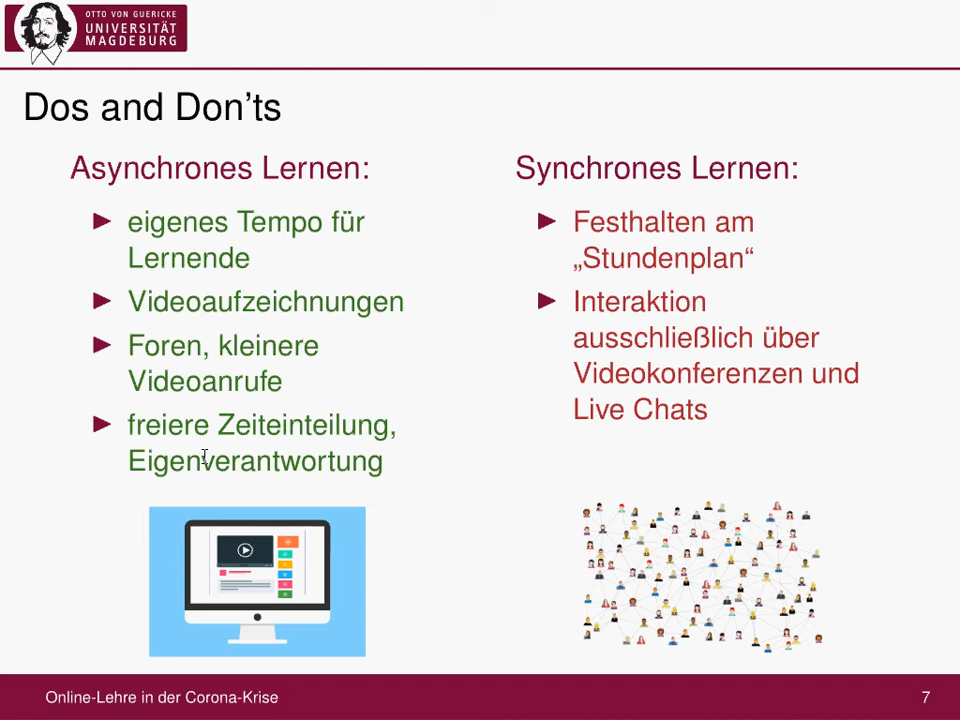 OTTO VON GUERICKE
UNIVERSITÄT
MAGDEBURG
Dos and Don'ts
Asynchrones Lernen:
▶ eigenes Tempo für
Lernende
▶ Videoaufzeichnungen
▶ Foren, kleinere
Videoanrufe
▶ freiere Zeiteinteilung,
Eigenverantwortung
Synchrones Lernen:
▶ Festhalten am
„Stundenplan“
▶ Interaktion
ausschließlich über
Videokonferenzen und
Live Chats
Online-Lehre in der Corona-Krise
7